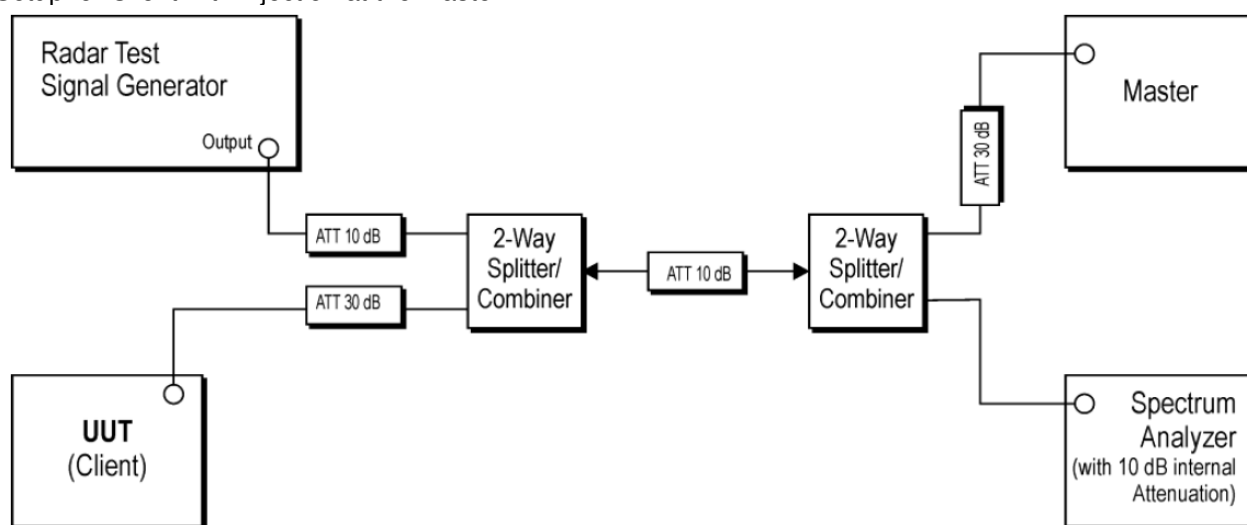 Radar Test
Signal Generator
Output
ATT 10 dB
ATT 30 dB
2-Way
Splitter/
Combiner
ATT 10 dB
2-Way
Splitter/
Combiner
ATT 30 dB
Master
UUT
(Client)
Spectrum
Analyzer
(with 10 dB internal
Attenuation)